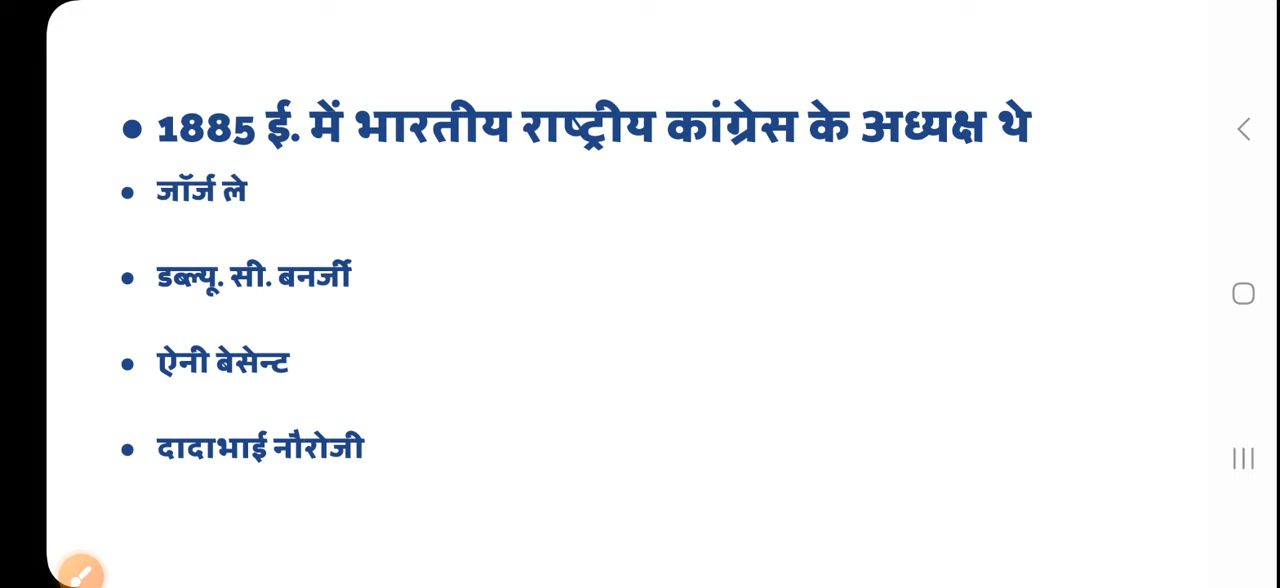 • 1885 ई. में भारतीय राष्ट्रीय कांग्रेस के अध्यक्ष थे
• जॉर्ज ले
• डब्ल्यू. सी. बनर्जी
• ऐनी बेसेन्ट
• दादाभाई नौरोजी